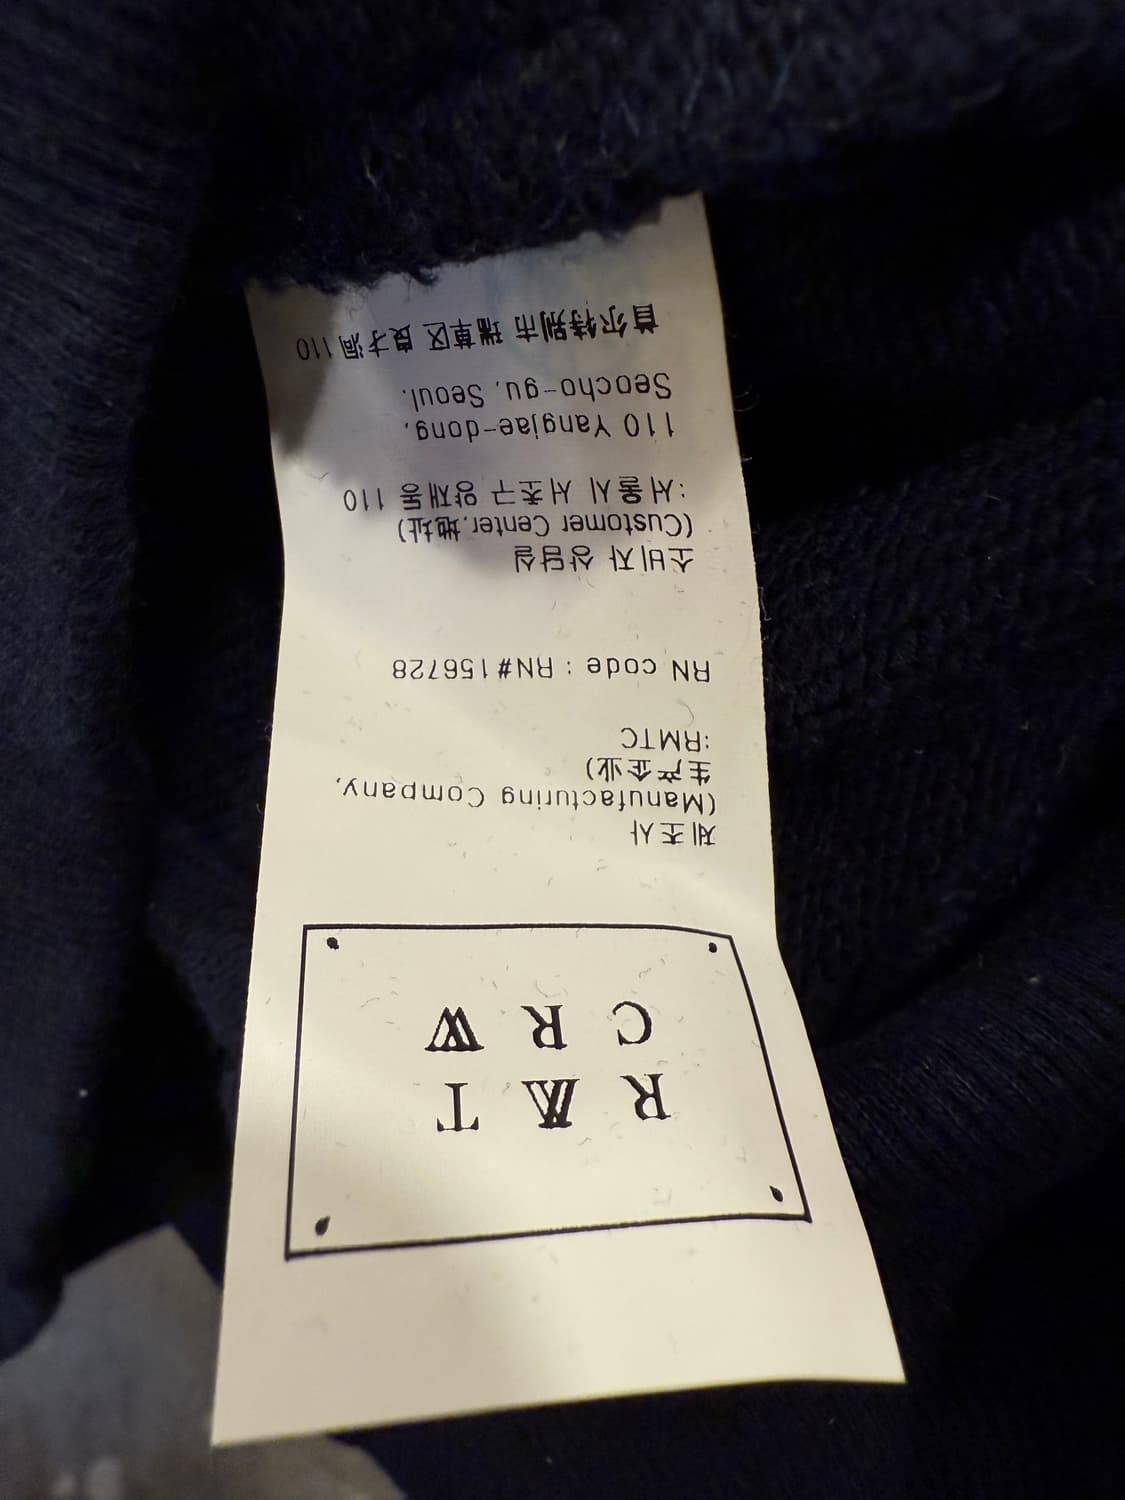 R M T
C R W
제조사
(Manufacturing Company,
生产企业)
:RMTC
RN code : RN#156728
소비자 상담실
(Customer Center,地址)
:서울시 서초구 양재동 110
110 Yangjae-dong,
Seocho-gu, Seoul.
首尔特别市 瑞草区 良才洞 110